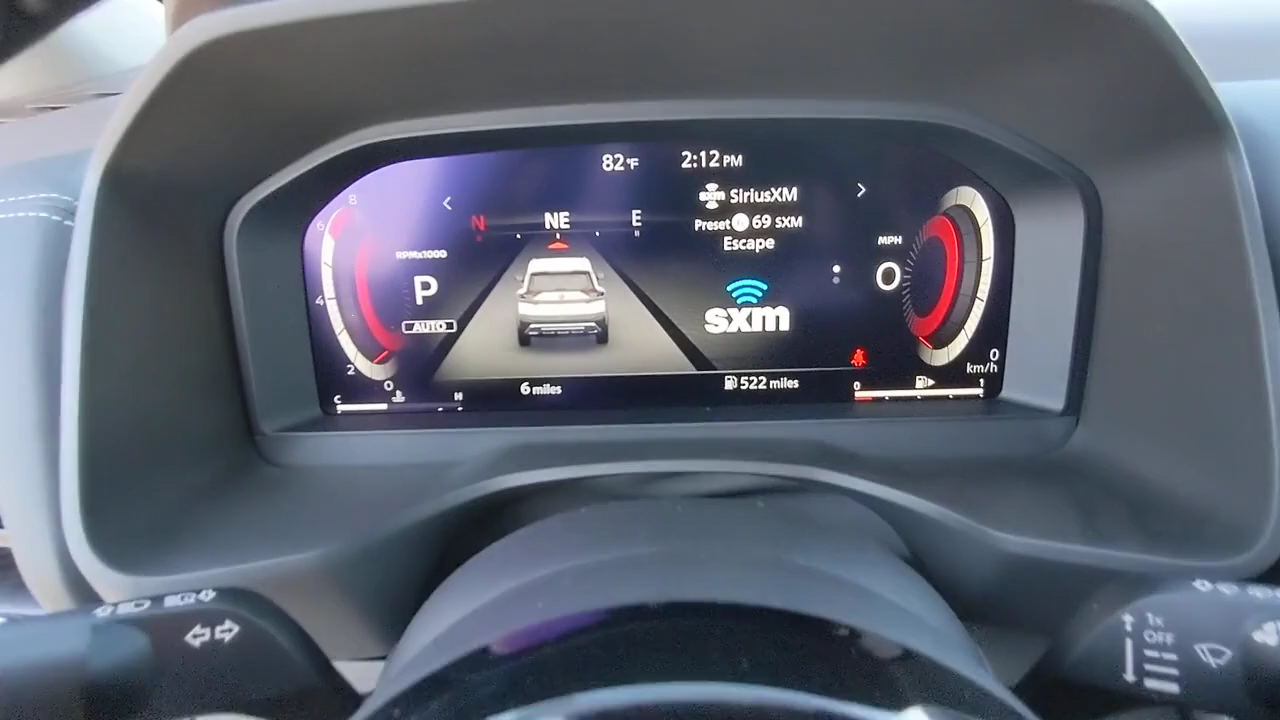 82°F 2:12 PM
sxm SiriusXM
N NE E
Preset 69 SXM
Escape
8
6
4
2
0
RPMx1000
P
AUTO
sxm
MPH
0
0
km/h
C H
6 miles
522 miles
0 1
1x
OFF